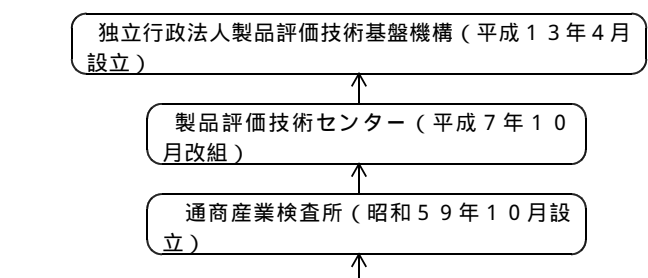 独立行政法人製品評価技術基盤機構（平成１３年４月
設立）
製品評価技術センター（平成７年１０
月改組）
通商産業検査所（昭和５９年１０月設
立）